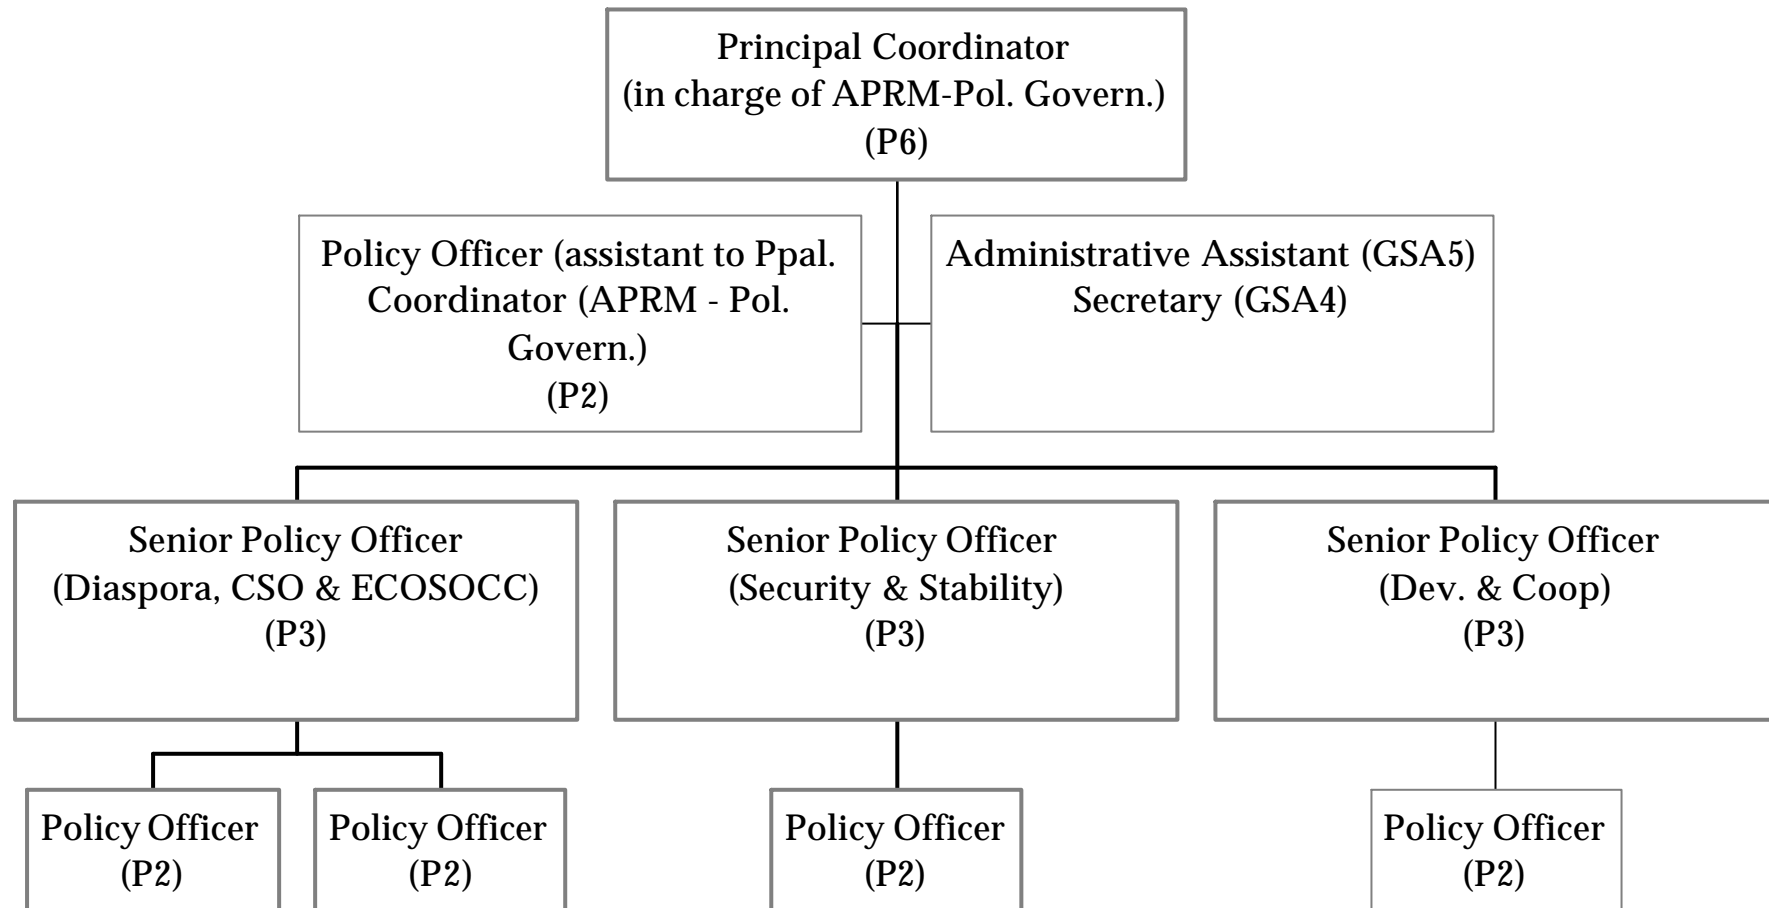 Principal Coordinator
(in charge of APRM-Pol. Govern.)
(P6)
Policy Officer (assistant to Ppal.
Coordinator (APRM - Pol.
Govern.)
(P2)
Administrative Assistant (GSA5)
Secretary (GSA4)
Senior Policy Officer
(Diaspora, CSO & ECOSOCC)
(P3)
Senior Policy Officer
(Security & Stability)
(P3)
Senior Policy Officer
(Dev. & Coop)
(P3)
Policy Officer
(P2)
Policy Officer
(P2)
Policy Officer
(P2)
Policy Officer
(P2)